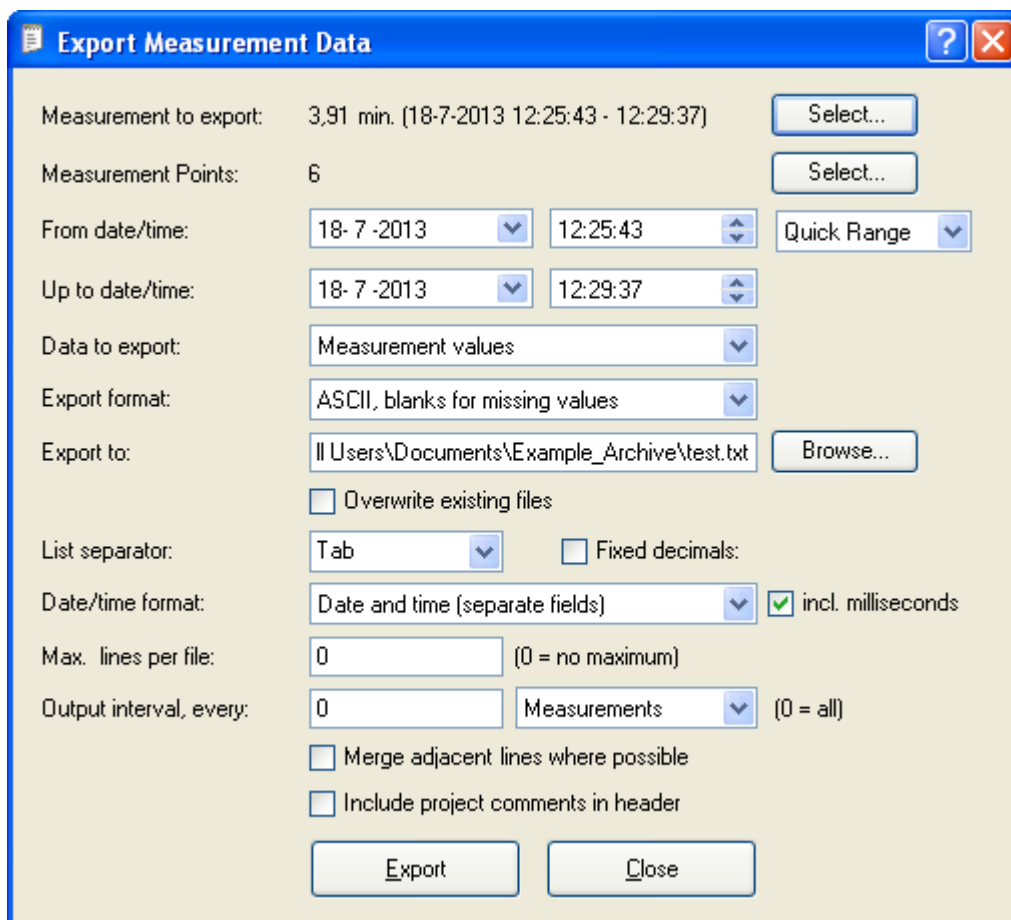 Export Measurement Data
Measurement to export: 3,91 min. (18-7-2013 12:25:43 - 12:29:37) Select...
Measurement Points: 6 Select...
From date/time: 18- 7 -2013 12:25:43 Quick Range
Up to date/time: 18- 7 -2013 12:29:37
Data to export: Measurement values
Export format: ASCII, blanks for missing values
Export to: ll Users\Documents\Example_Archive\test.txt Browse...
Overwrite existing files
List separator: Tab Fixed decimals:
Date/time format: Date and time (separate fields) incl. milliseconds
Max. lines per file: 0 (0 = no maximum)
Output interval, every: 0 Measurements (0 = all)
Merge adjacent lines where possible
Include project comments in header
Export Close